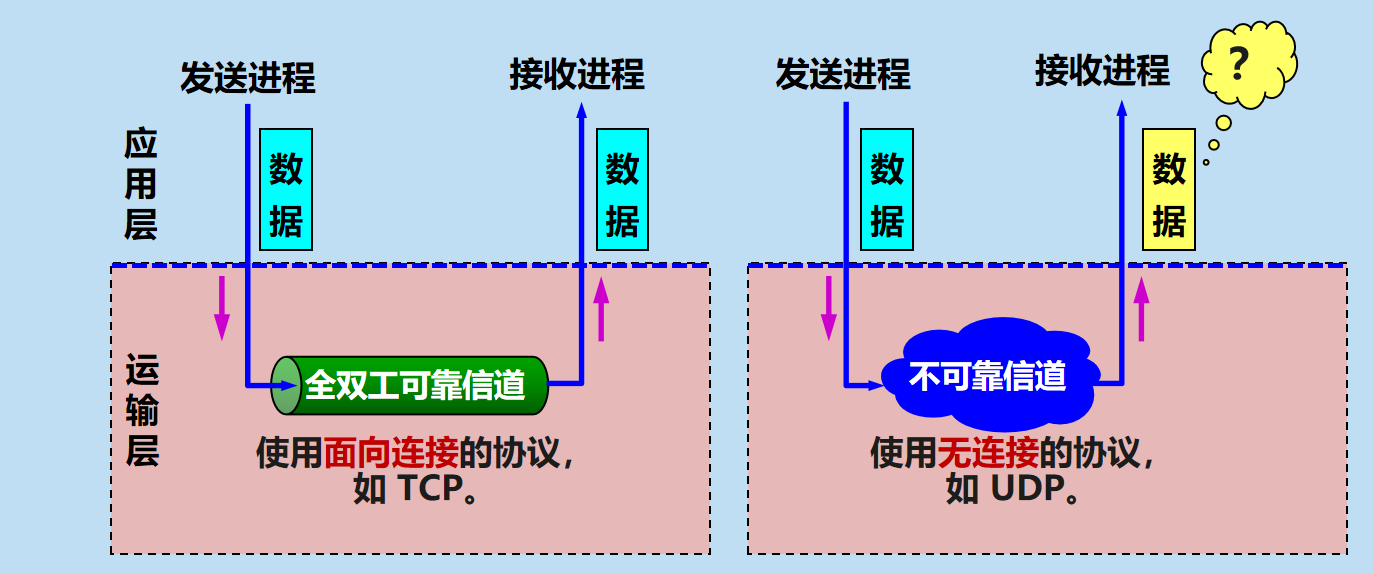 发送进程
接收进程
应用层
数据
数据
运输层
全双工可靠信道
使用面向连接的协议，
如 TCP。
发送进程
接收进程
?
数据
数据
不可靠信道
使用无连接的协议，
如 UDP。